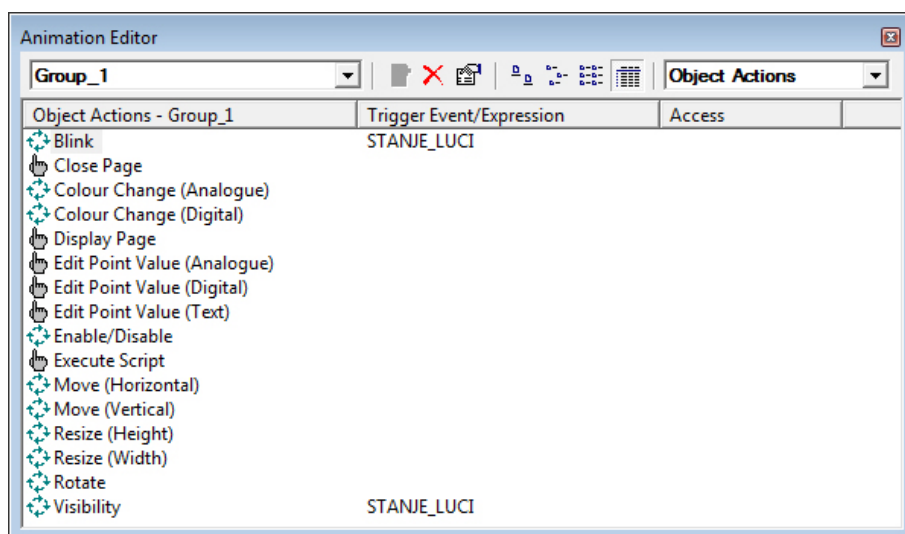 Animation Editor
Group_1 Object Actions
Object Actions - Group_1 Trigger Event/Expression Access
Blink STANJE_LUCI
Close Page
Colour Change (Analogue)
Colour Change (Digital)
Display Page
Edit Point Value (Analogue)
Edit Point Value (Digital)
Edit Point Value (Text)
Enable/Disable
Execute Script
Move (Horizontal)
Move (Vertical)
Resize (Height)
Resize (Width)
Rotate
Visibility STANJE_LUCI